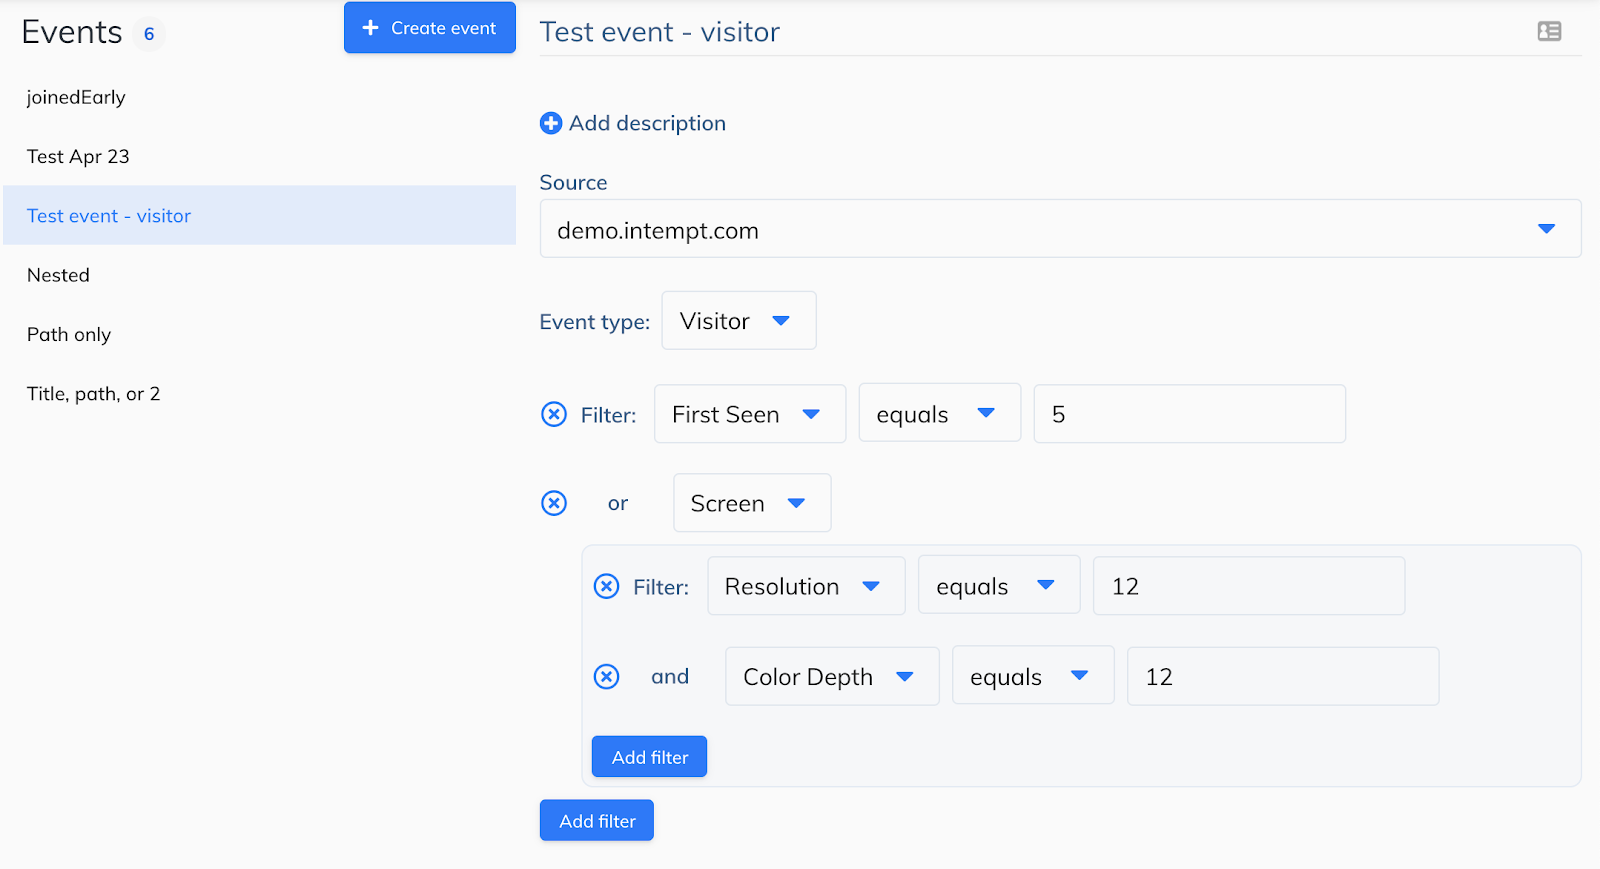 Events 6
+ Create event
joinedEarly
Test Apr 23
Test event - visitor
Nested
Path only
Title, path, or 2
Test event - visitor
Add description
Source
demo.intempt.com
Event type: Visitor
Filter: First Seen equals 5
or Screen
Filter: Resolution equals 12
and Color Depth equals 12
Add filter
Add filter